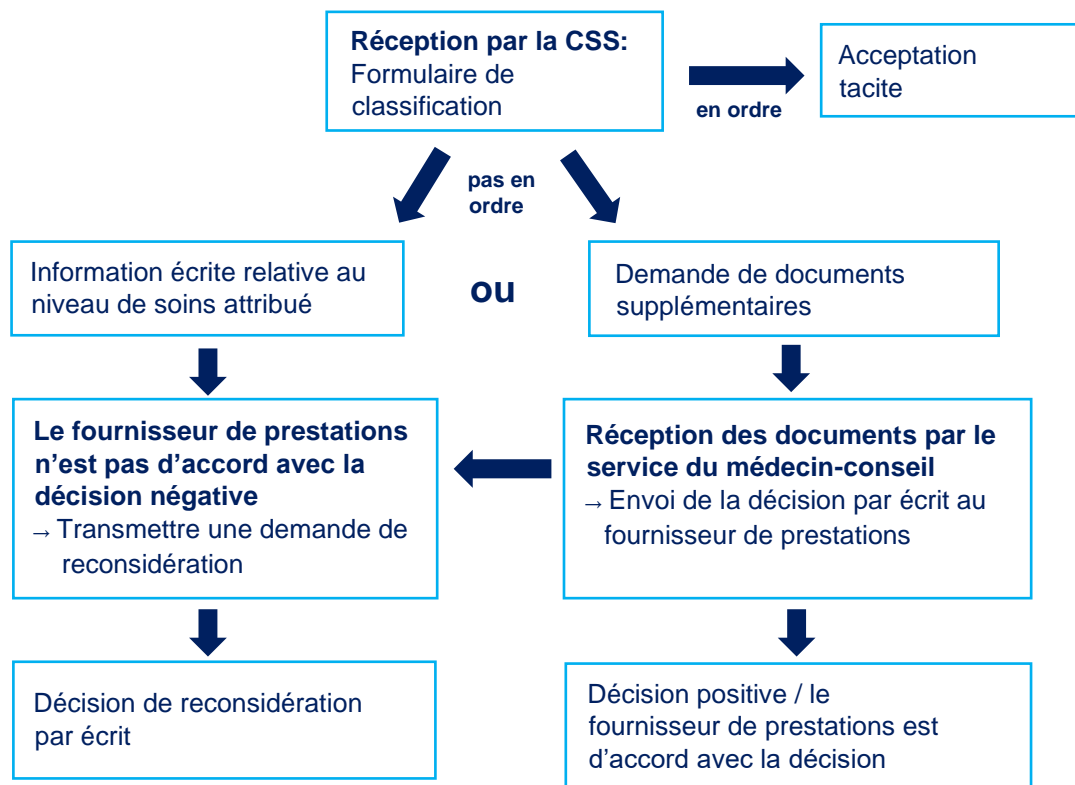 Réception par la CSS:
Formulaire de
classification
en ordre
Acceptation
tacite
pas en
ordre
Information écrite relative au
niveau de soins attribué
ou
Demande de documents
supplémentaires
Le fournisseur de prestations
n’est pas d’accord avec la
décision négative
→ Transmettre une demande de
reconsidération
Réception des documents par le
service du médecin-conseil
→ Envoi de la décision par écrit au
fournisseur de prestations
Décision de reconsidération
par écrit
Décision positive / le
fournisseur de prestations est
d’accord avec la décision